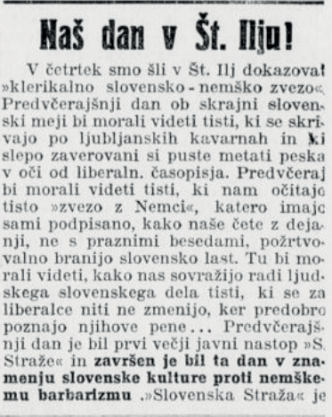 Naš dan v Št. Ilju!
V četrtek smo šli v Št. Ilj dokazovat
»klerikalno slovensko-nemško zvezo«.
Predvčerajšnji dan ob skrajni sloven-
ski meji bi morali videti tisti, ki se skri-
vajo po ljubljanskih kavarnah in ki
slepo zaverovani si puste metati peska
v oči od liberaln. časopisja. Predvčeraj
bi morali videti tisti, ki nam očitajo
tisto »zvezo z Nemci«, katero imajo
sami podpisano, kako naše čete z deja-
nji, ne s praznimi besedami, požrtvo-
valno branijo slovensko last. Tu bi mo-
rali videti, kako nas sovražijo radi ljud-
skega slovenskega dela tisti, ki se za
liberalce niti ne zmenijo, ker predobro
poznajo njihove pene... Predvčerajš-
nji dan je bil prvi večji javni nastop »S.
Straže« in završen je bil ta dan v zna-
menju slovenske kulture proti nemške-
mu barbarizmu .»Slovenska Straža« je